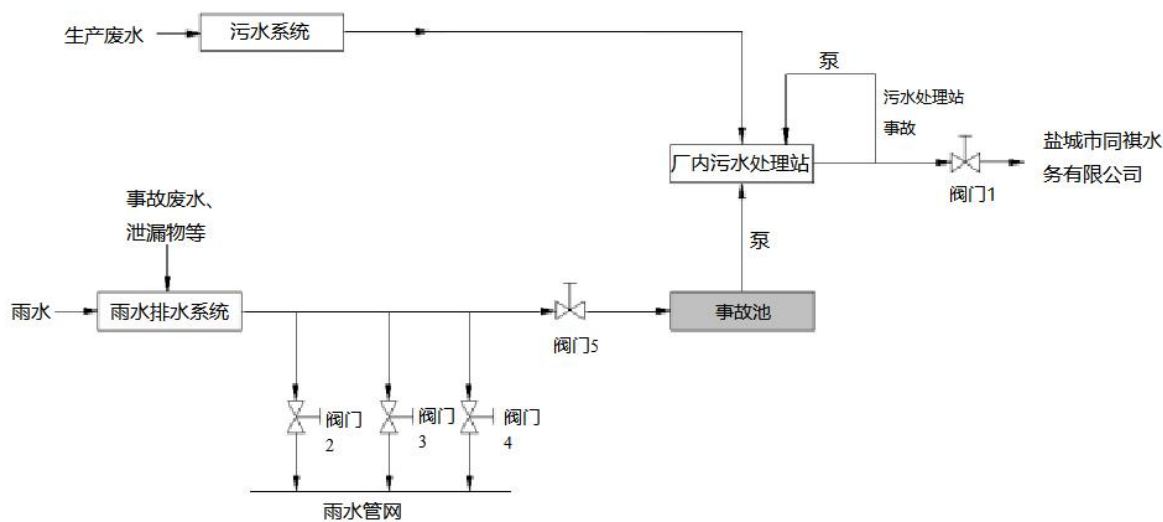 生产废水
污水系统
泵
污水处理站
事故
盐城市同祺水
务有限公司
厂内污水处理站
阀门1
事故废水、
泄漏物等
泵
雨水
雨水排水系统
事故池
阀门5
阀门
2
阀门
3
阀门
4
雨水管网